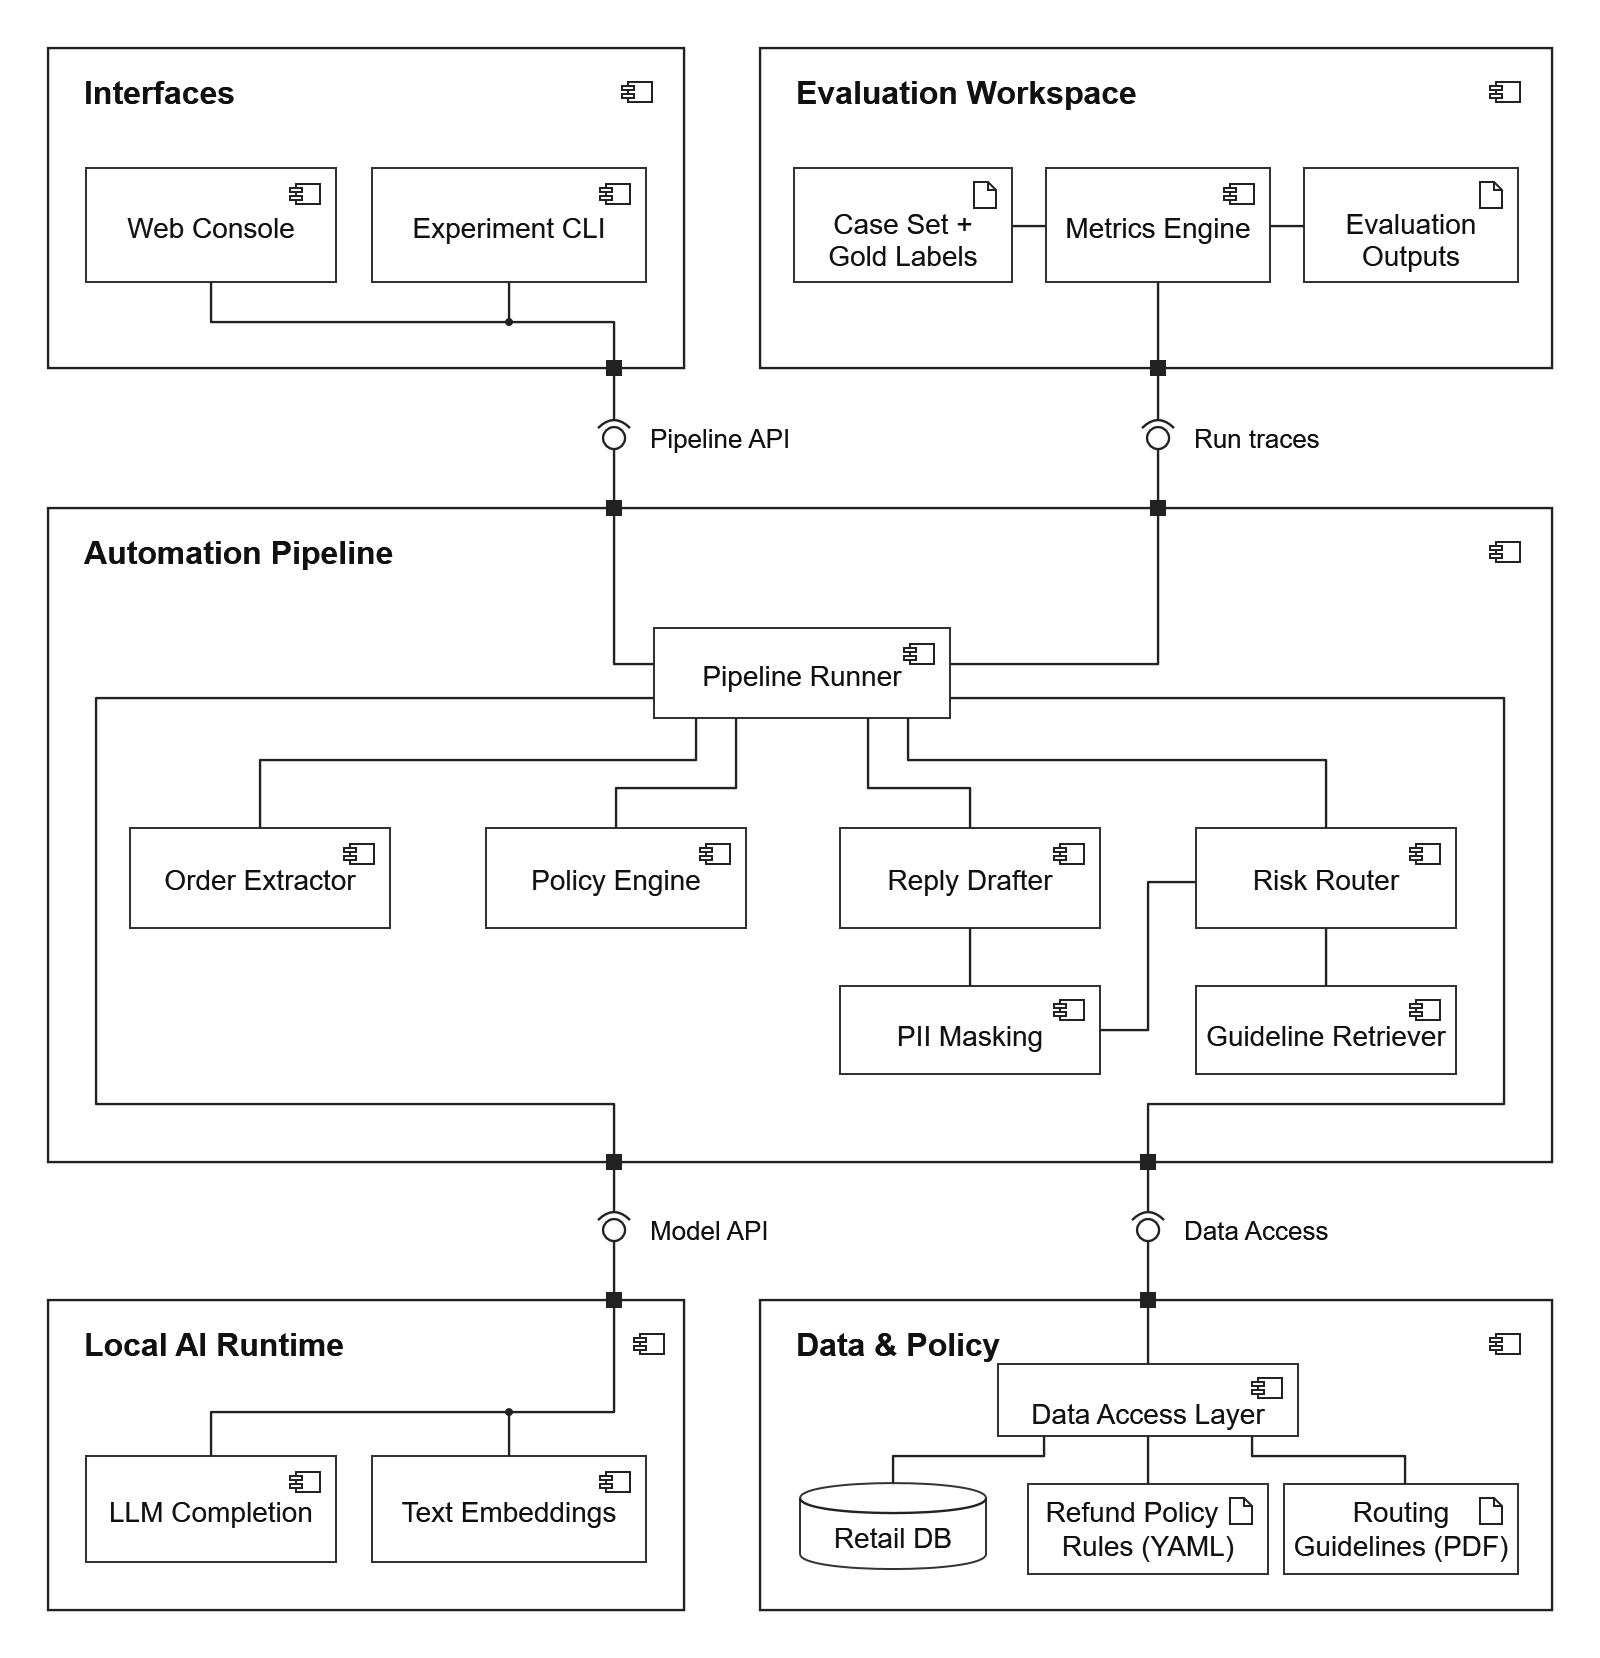 Interfaces
Web Console
Experiment CLI
Evaluation Workspace
Case Set +
Gold Labels
Metrics Engine
Evaluation
Outputs
Pipeline API
Run traces
Automation Pipeline
Pipeline Runner
Order Extractor
Policy Engine
Reply Drafter
Risk Router
PII Masking
Guideline Retriever
Model API
Data Access
Local AI Runtime
LLM Completion
Text Embeddings
Data & Policy
Data Access Layer
Retail DB
Refund Policy
Rules (YAML)
Routing
Guidelines (PDF)